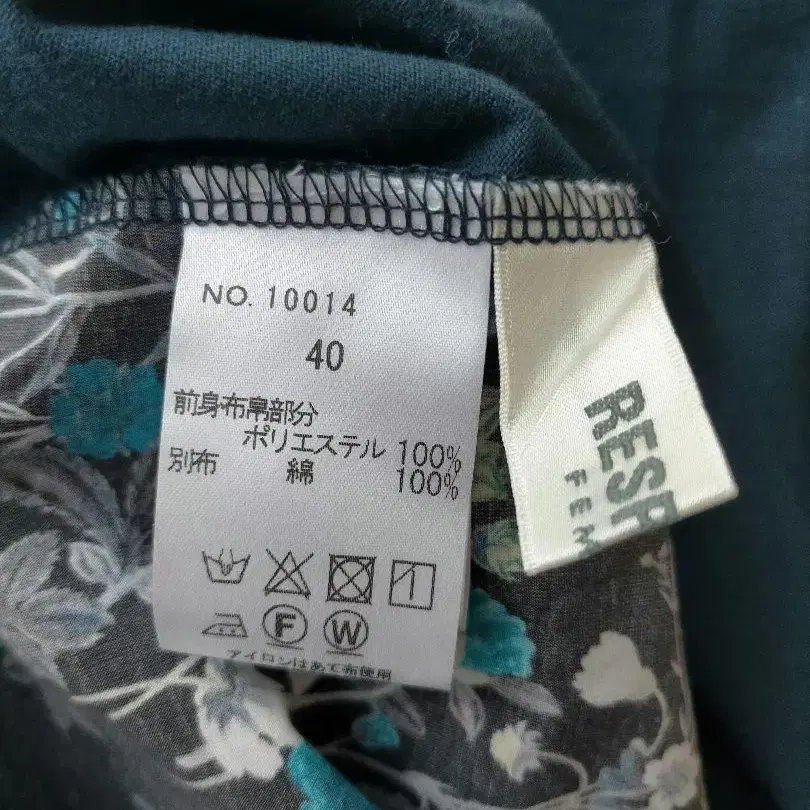 NO. 10014
40
前身布帛部分
ポリエステル 100%
別布 綿 100%
F W
アイロンはあて布使用
RESP
FEM